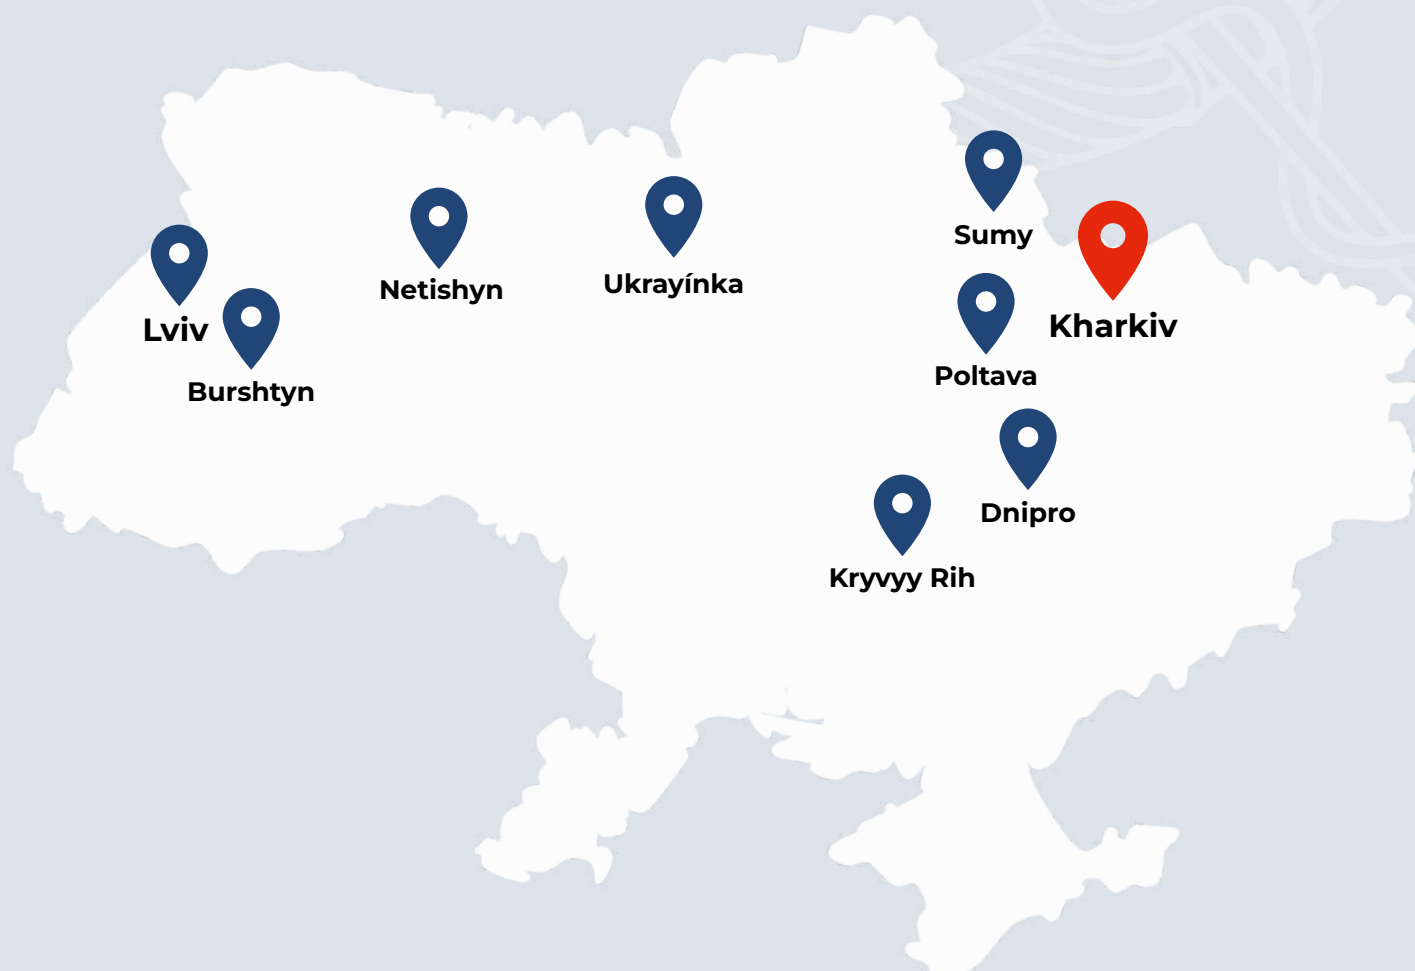 Sumy
Netishyn
Ukrayínka
Kharkiv
Lviv
Poltava
Burshtyn
Dnipro
Kryvyy Rih